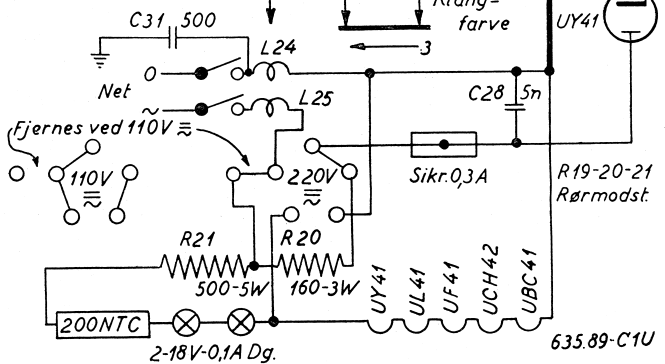 Klang=
farve
UY41
C31 500
L24
3
0
Net
~
L25
C28 5n
Fjernes ved 110V ≂
110V
≂
220V
≂
Sikr. 0,3A
R19-20-21
Rørmodst.
R21
R20
500-5W
160-3W
UY41
UL41
UF41
UCH42
UBC41
200NTC
2-18V-0,1A Dg.
635.89-C1U